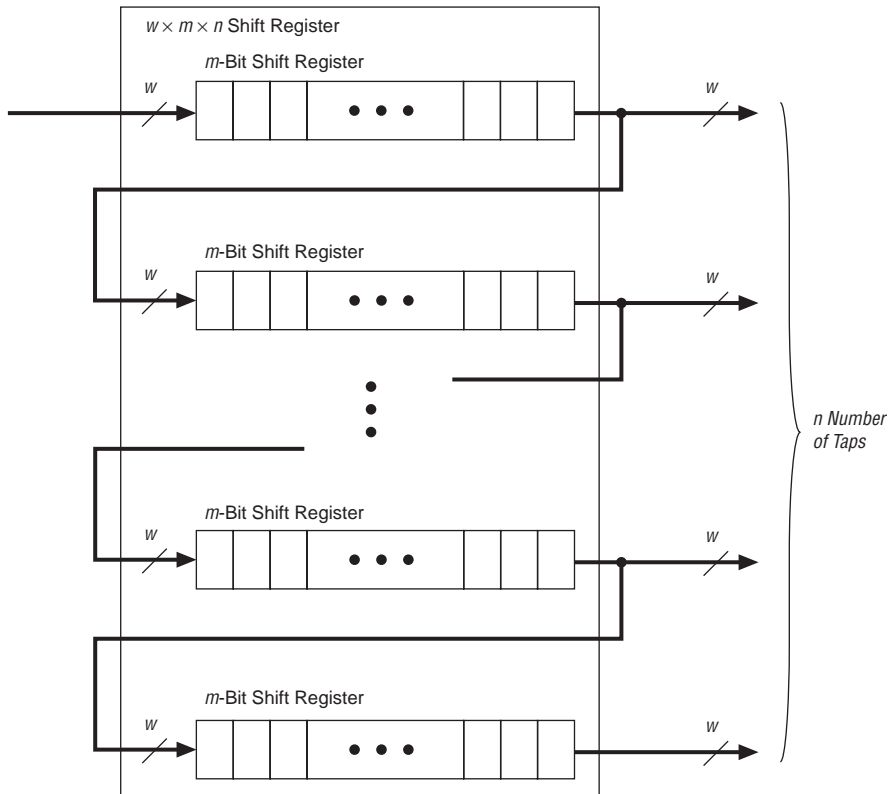 w × m × n Shift Register
m-Bit Shift Register
w
w
m-Bit Shift Register
w
w
n Number
of Taps
m-Bit Shift Register
w
w
m-Bit Shift Register
w
w